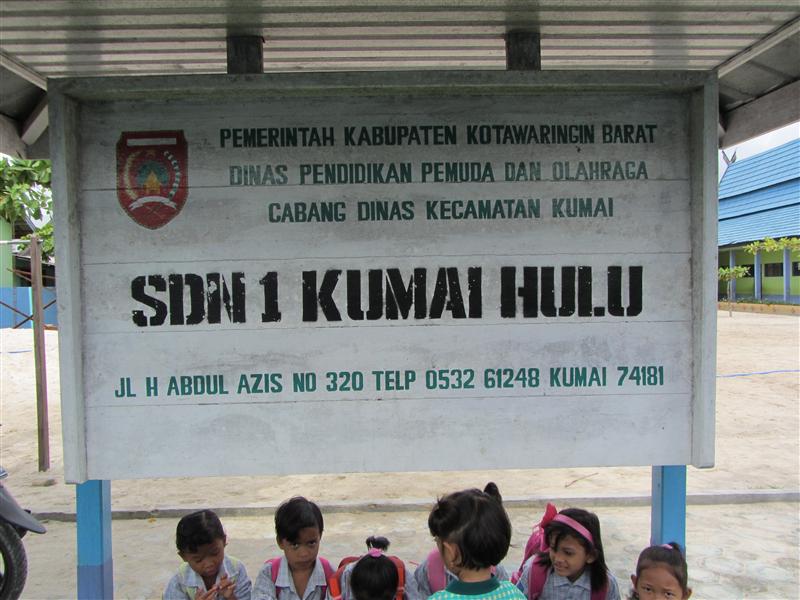 PEMERINTAH KABUPATEN KOTAWARINGIN BARAT
DINAS PENDIDIKAN PEMUDA DAN OLAHRAGA
CABANG DINAS KECAMATAN KUMAI
SDN 1 KUMAI HULU
JL H ABDUL AZIS NO 320 TELP 0532 61248 KUMAI 74181